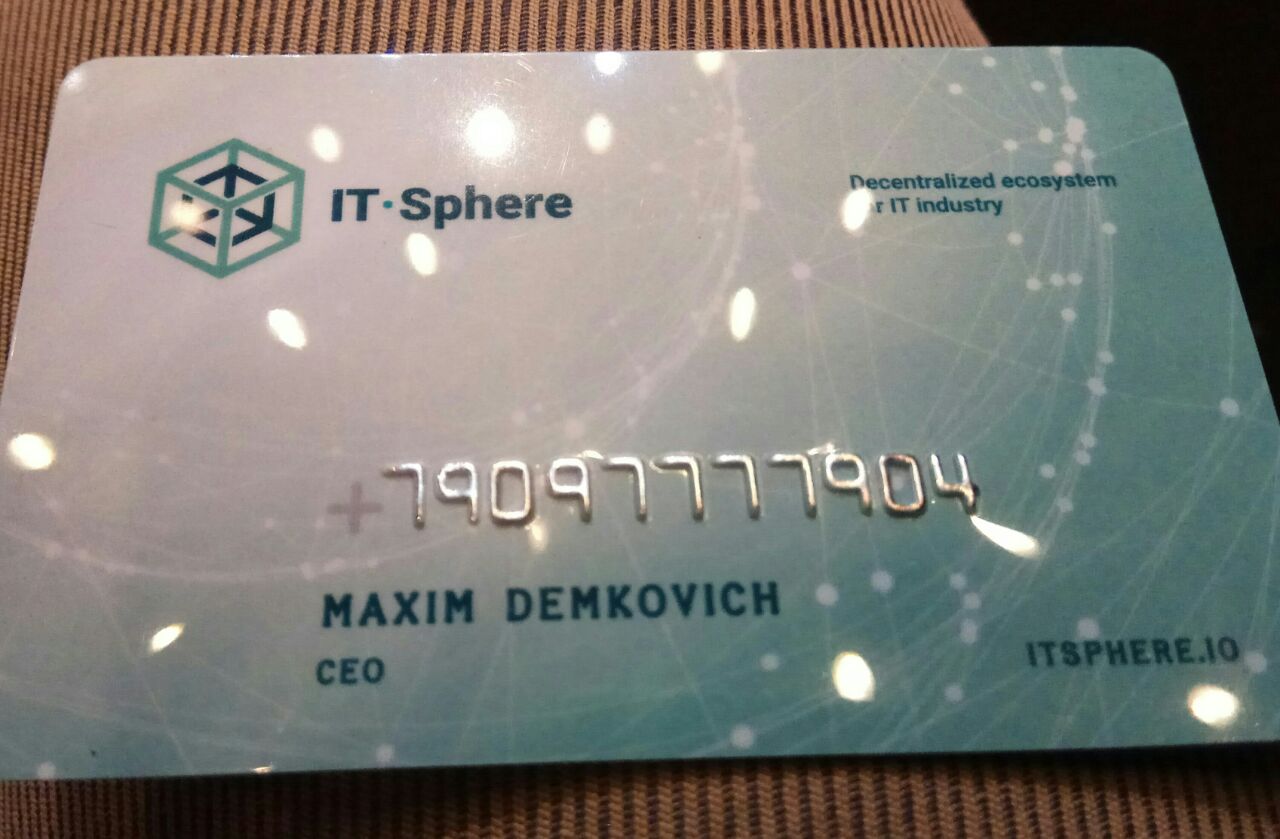 IT·Sphere
Decentralized ecosystem
IT industry
+79097777904
MAXIM DEMKOVICH
CEO
ITSPHERE.IO